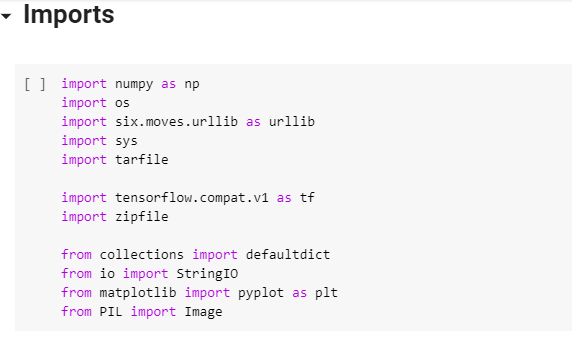 Imports
[ ] import numpy as np
import os
import six.moves.urllib as urllib
import sys
import tarfile
import tensorflow.compat.v1 as tf
import zipfile
from collections import defaultdict
from io import StringIO
from matplotlib import pyplot as plt
from PIL import Image